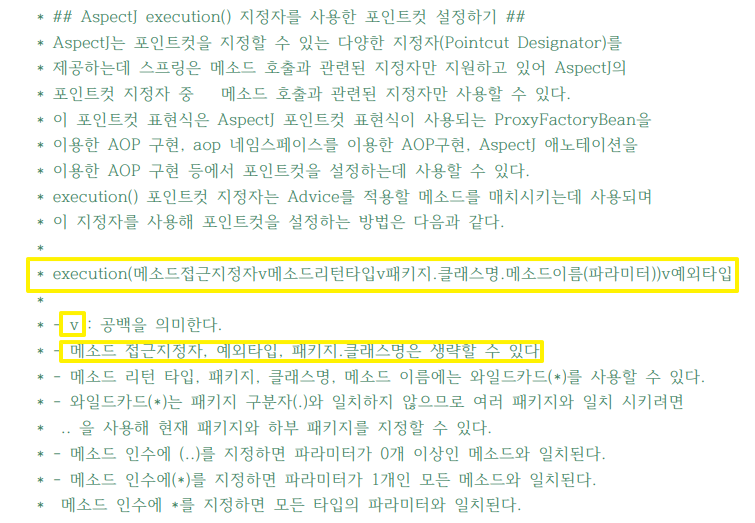 * ## AspectJ execution() 지정자를 사용한 포인트컷 설정하기 ##
* AspectJ는 포인트컷을 지정할 수 있는 다양한 지정자(Pointcut Designator)를
* 제공하는데 스프링은 메소드 호출과 관련된 지정자만 지원하고 있어 AspectJ의
* 포인트컷 지정자 중 메소드 호출과 관련된 지정자만 사용할 수 있다.
* 이 포인트컷 표현식은 AspectJ 포인트컷 표현식이 사용되는 ProxyFactoryBean을
* 이용한 AOP 구현, aop 네임스페이스를 이용한 AOP구현, AspectJ 애노테이션을
* 이용한 AOP 구현 등에서 포인트컷을 설정하는데 사용할 수 있다.
* execution() 포인트컷 지정자는 Advice를 적용할 메소드를 매치시키는데 사용되며
* 이 지정자를 사용해 포인트컷을 설정하는 방법은 다음과 같다.
*
* execution(메소드접근지정자v메소드리턴타입v패키지.클래스명.메소드이름(파라미터))v예외타입
*
* - v : 공백을 의미한다.
* - 메소드 접근지정자, 예외타입, 패키지.클래스명은 생략할 수 있다
* - 메소드 리턴 타입, 패키지, 클래스명, 메소드 이름에는 와일드카드(*)를 사용할 수 있다.
* - 와일드카드(*)는 패키지 구분자(.)와 일치하지 않으므로 여러 패키지와 일치 시키려면
* .. 을 사용해 현재 패키지와 하부 패키지를 지정할 수 있다.
* - 메소드 인수에 (..)를 지정하면 파라미터가 0개 이상인 메소드와 일치된다.
* - 메소드 인수에(*)를 지정하면 파라미터가 1개인 모든 메소드와 일치된다.
* 메소드 인수에 *를 지정하면 모든 타입의 파라미터와 일치된다.